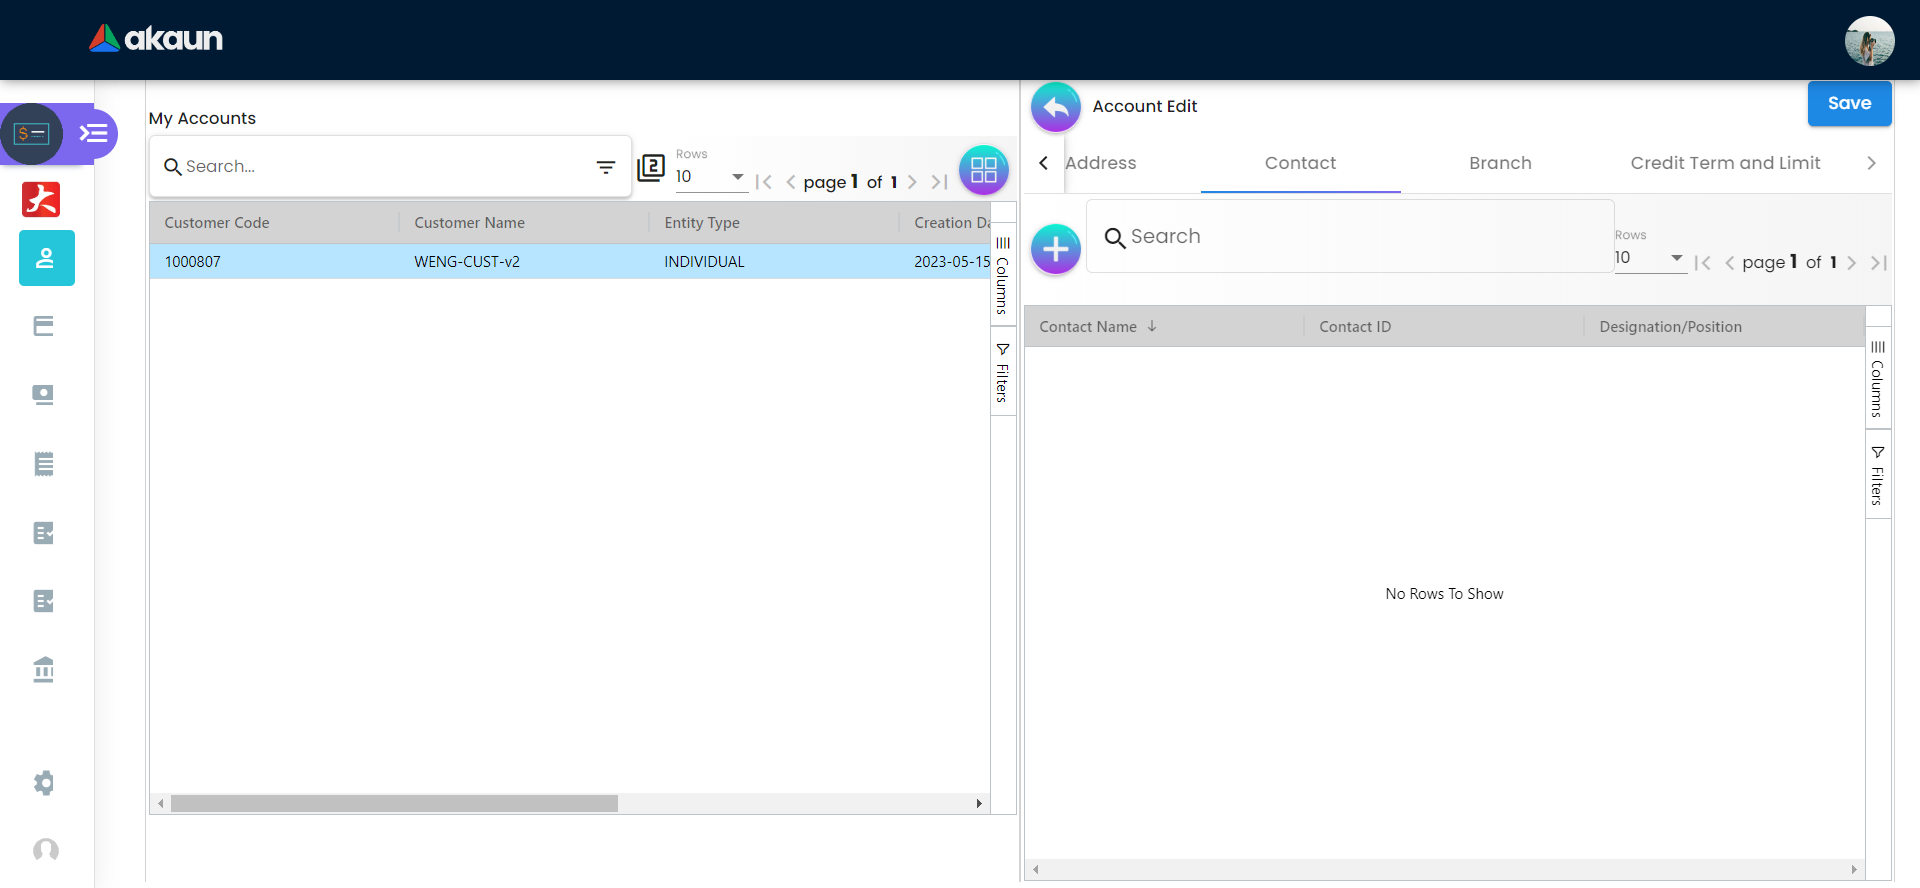 akaun
My Accounts
Search...
2
Rows
10
page 1 of 1
Customer Code
Customer Name
Entity Type
Creation Da
1000807
WENG-CUST-v2
INDIVIDUAL
2023-05-15
Columns
Filters
Account Edit
Save
Address
Contact
Branch
Credit Term and Limit
Search
Rows
10
page 1 of 1
Contact Name
Contact ID
Designation/Position
No Rows To Show
Columns
Filters